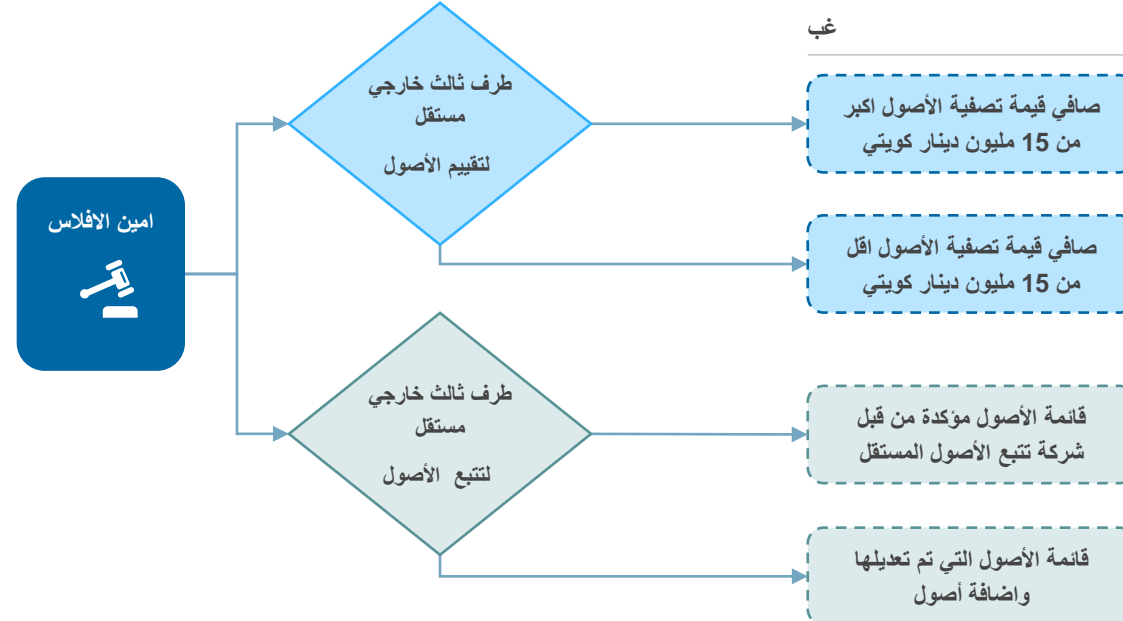 غب
امين الافلاس
طرف ثالث خارجي
مستقل
لتقييم الأصول
صافي قيمة تصفية الأصول اكبر
من 15 مليون دينار كويتي
صافي قيمة تصفية الأصول اقل
من 15 مليون دينار كويتي
طرف ثالث خارجي
مستقل
لتتبع الأصول
قائمة الأصول مؤكدة من قبل
شركة تتبع الأصول المستقل
قائمة الأصول التي تم تعديلها
واضافة أصول